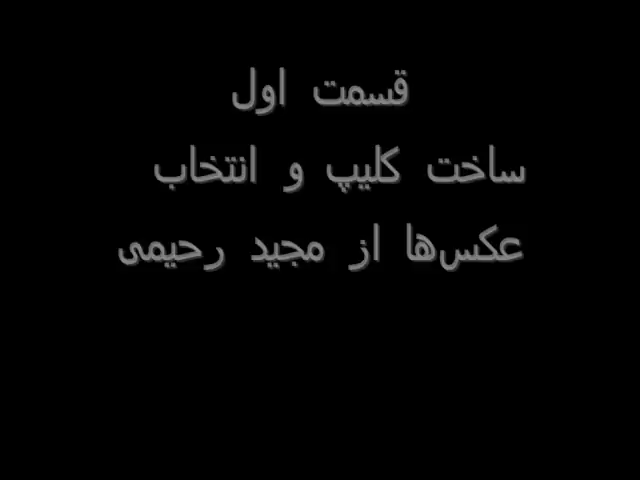 قسمت اول
ساخت کلیپ و انتخاب
عکس‌ها از مجید رحیمی